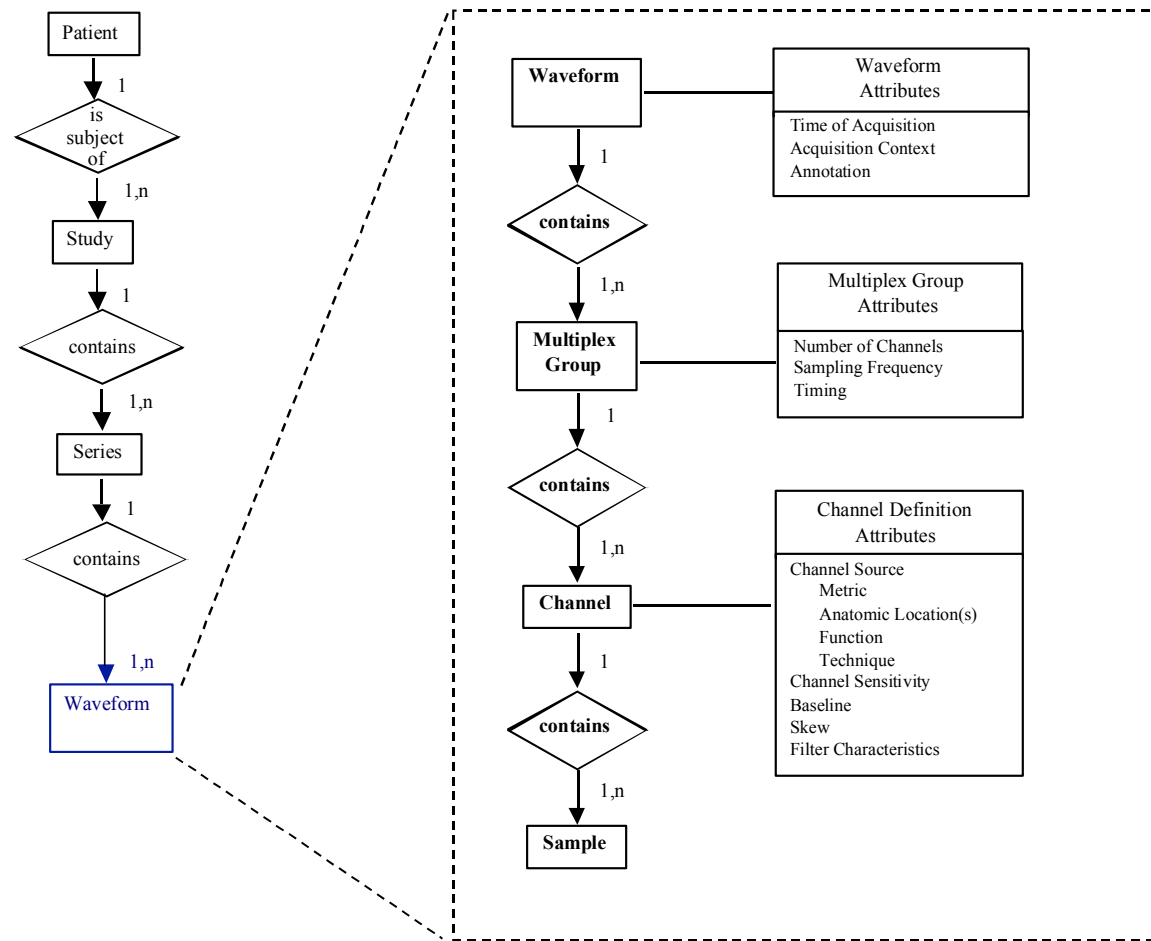 Patient
1
is
subject
of
1,n
Study
1
contains
1,n
Series
1
contains
1,n
Waveform
Waveform
1
contains
1,n
Multiplex
Group
1
contains
1,n
Channel
1
contains
1,n
Sample
Waveform
Attributes
Time of Acquisition
Acquisition Context
Annotation
Multiplex Group
Attributes
Number of Channels
Sampling Frequency
Timing
Channel Definition
Attributes
Channel Source
Metric
Anatomic Location(s)
Function
Technique
Channel Sensitivity
Baseline
Skew
Filter Characteristics